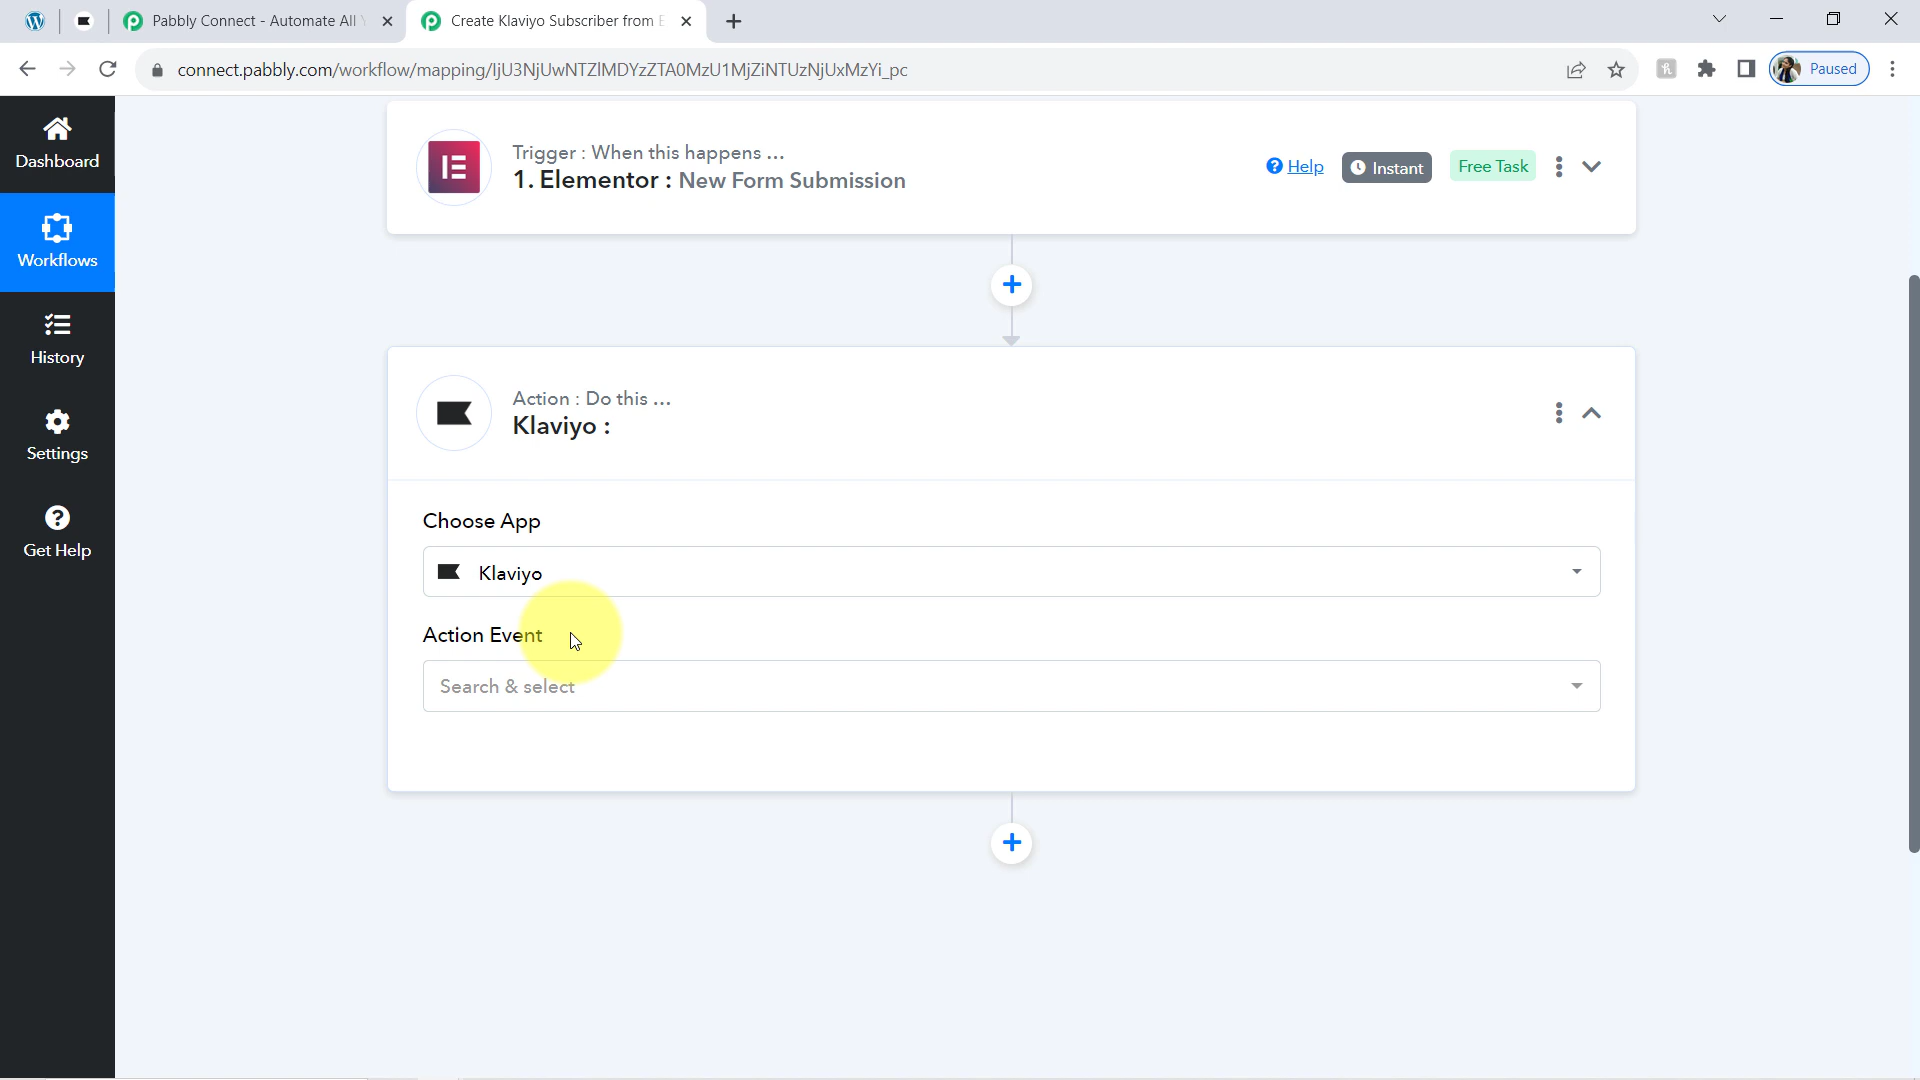 Pabbly Connect - Automate All
Create Klaviyo Subscriber from
connect.pabbly.com/workflow/mapping/IjU3NjUwNTZlMDYzZTA0MzU1MjZiNTUzNjUxMzYi_pc
Paused
Dashboard
Workflows
History
Settings
Get Help
Trigger : When this happens ...
1. Elementor : New Form Submission
Help
Instant
Free Task
Action : Do this ...
Klaviyo :
Choose App
Klaviyo
Action Event
Search & select